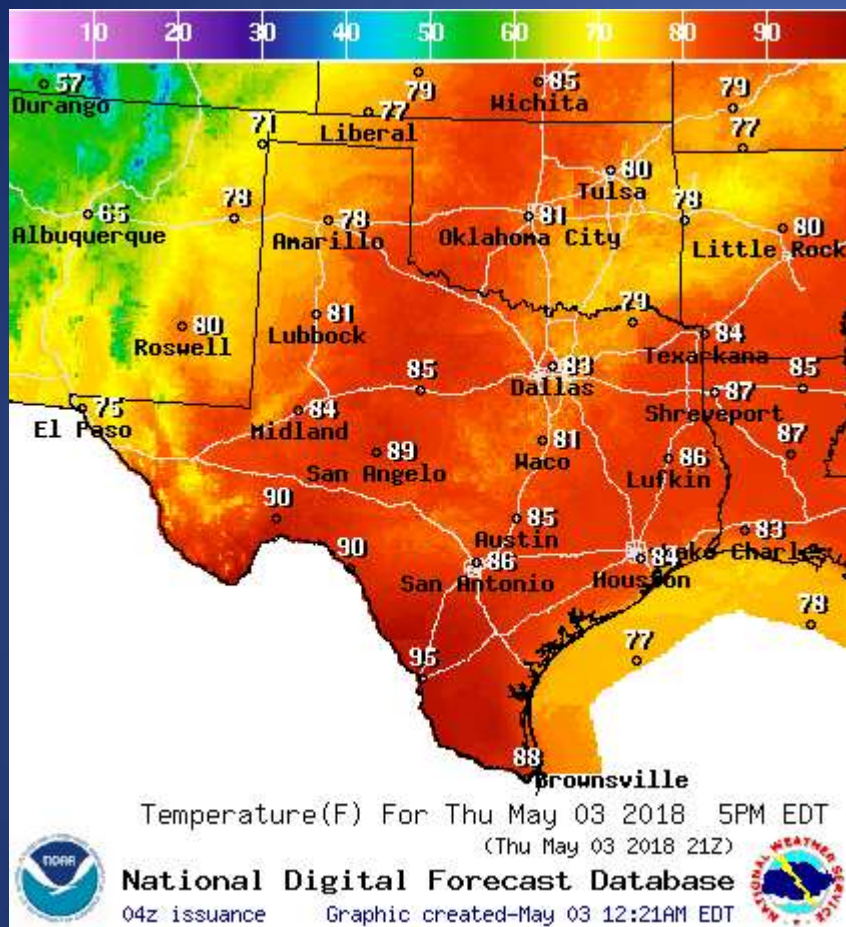 10 20 30 40 50 60 70 80 90
57 79 85 79
Durango Wichita
71 77 77
Liberal
80
Tulsa
65 78 78 81 78 80
Albuquerque Amarillo Oklahoma City Little Rock
80 81 79 84
Roswell Lubbock Texarkana
85 83 85
Dallas
75 84 87
El Paso Midland Shreveport
89 81 86 87
San Angelo Waco Lufkin
90 85 83
Austin Lake Charles
90 86 84
San Antonio Houston
78
95 77
88
Brownsville
Temperature(F) For Thu May 03 2018 5PM EDT
(Thu May 03 2018 21Z)
NOAA
National Digital Forecast Database
NATIONAL WEATHER SERVICE
04z issuance Graphic created-May 03 12:21AM EDT